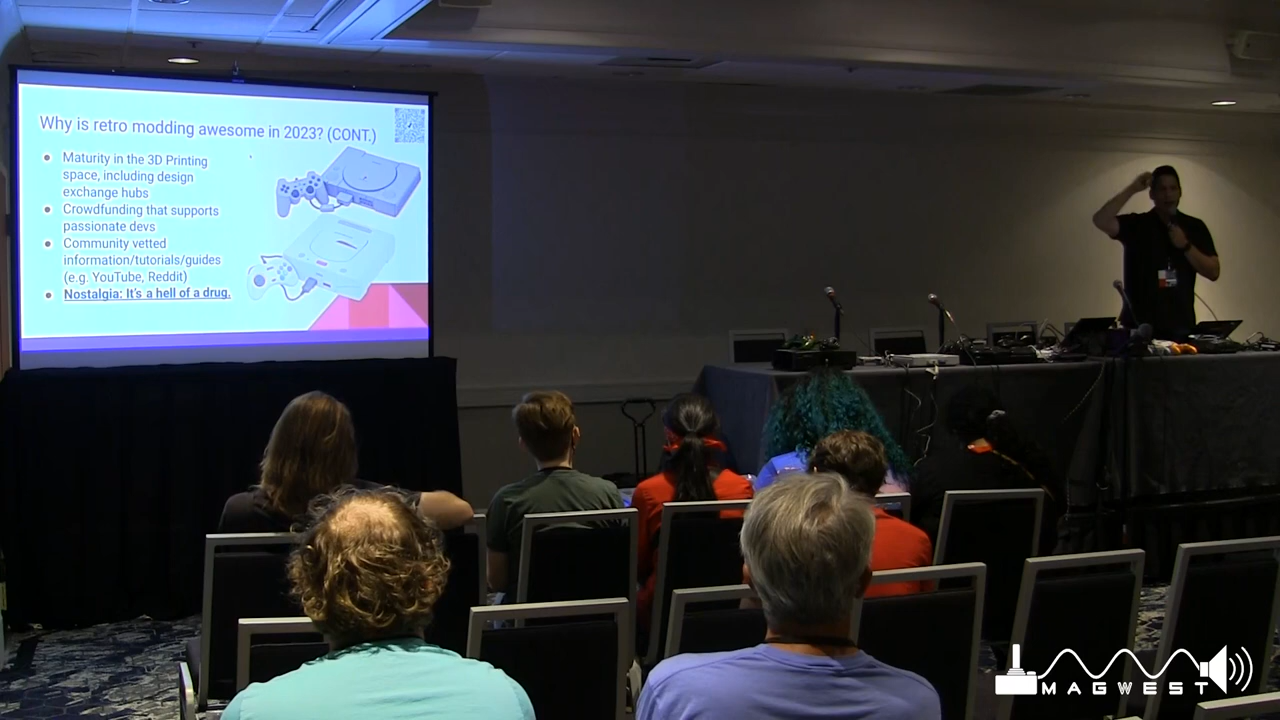 Why is retro modding awesome in 2023? (CONT.)
● Maturity in the 3D Printing
space, including design
exchange hubs
● Crowdfunding that supports
passionate devs
● Community vetted
information/tutorials/guides
(e.g. YouTube, Reddit)
● Nostalgia: It's a hell of a drug.
MAGWEST